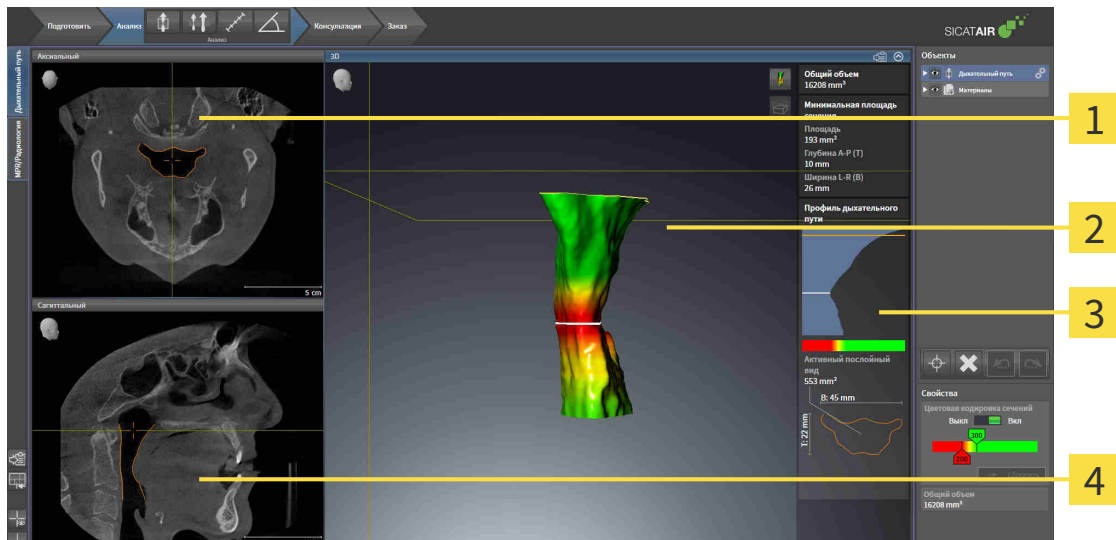 Подготовить
Анализ
Анализ
Консультация
Заказ
SICATAIR
Дыхательный путь
MPR/Радиология
Аксиальный
5 cm
Сагиттальный
3D
Общий объем
16208 mm³
Минимальная площадь
сечения
Площадь
193 mm²
Глубина A-P (T)
10 mm
Ширина L-R (B)
26 mm
Профиль дыхательного
пути
Активный послойный
вид
553 mm²
B: 45 mm
T: 22 mm
Объекты
Дыхательный путь
Материалы
Свойства
Цветовая кодировка сечений
Выкл
Вкл
300
200
Сбросить
Общий объем
16208 mm³
1
2
3
4